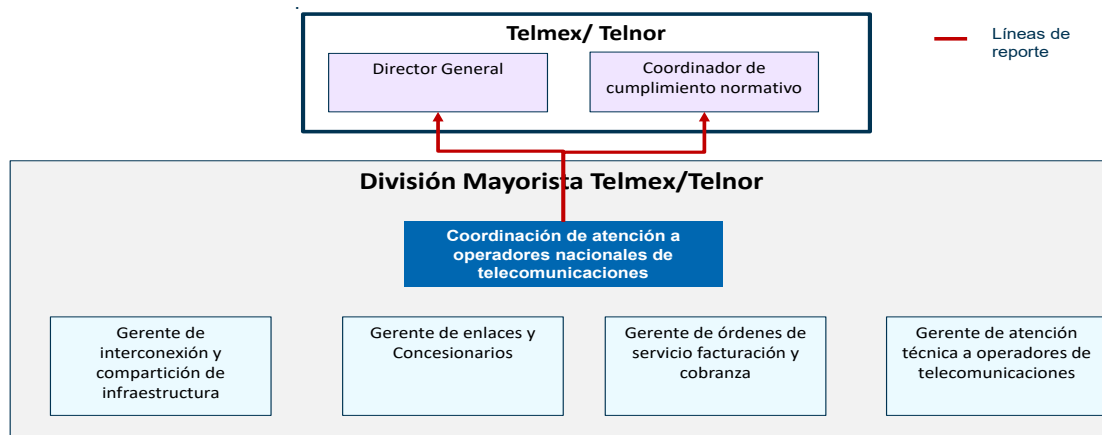 Telmex/ Telnor
Líneas de
reporte
Director General
Coordinador de
cumplimiento normativo
División Mayorista Telmex/Telnor
Coordinación de atención a
operadores nacionales de
telecomunicaciones
Gerente de
interconexión y
compartición de
infraestructura
Gerente de enlaces y
Concesionarios
Gerente de órdenes de
servicio facturación y
cobranza
Gerente de atención
técnica a operadores de
telecomunicaciones